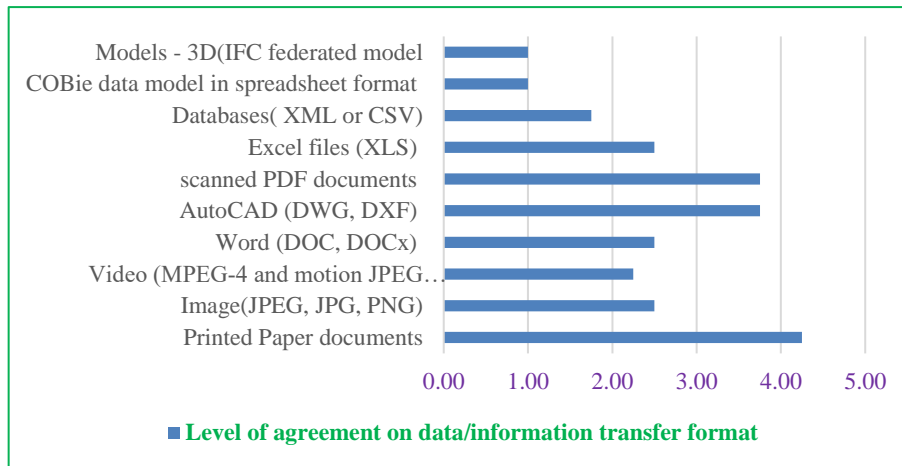 Models - 3D(IFC federated model
COBie data model in spreadsheet format
Databases( XML or CSV)
Excel files (XLS)
scanned PDF documents
AutoCAD (DWG, DXF)
Word (DOC, DOCx)
Video (MPEG-4 and motion JPEG…
Image(JPEG, JPG, PNG)
Printed Paper documents
0.00 1.00 2.00 3.00 4.00 5.00
Level of agreement on data/information transfer format